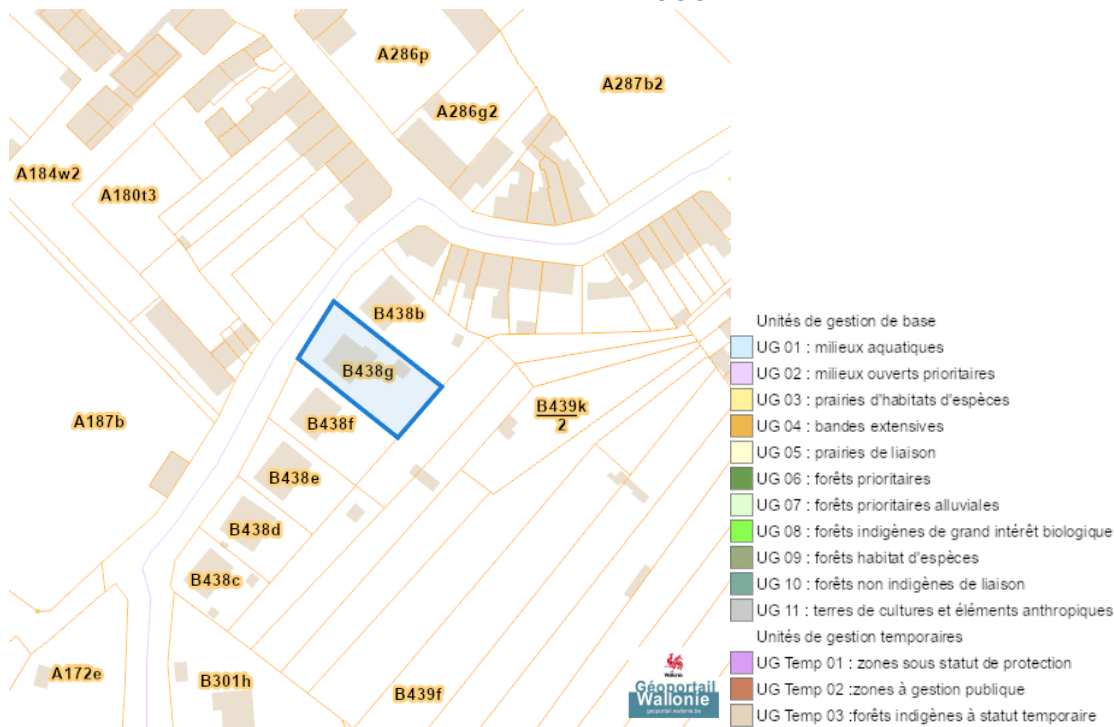 A286p
A287b2
A286g2
A184w2
A180t3
B438b
B438g
B439k
2
B438f
A187b
B438e
B438d
B438c
A172e
B301h
B439f
Wallonie
Géoportail
Wallonie
geoportail.wallonie.be
Unités de gestion de base
UG 01 : milieux aquatiques
UG 02 : milieux ouverts prioritaires
UG 03 : prairies d'habitats d'espèces
UG 04 : bandes extensives
UG 05 : prairies de liaison
UG 06 : forêts prioritaires
UG 07 : forêts prioritaires alluviales
UG 08 : forêts indigènes de grand intérêt biologique
UG 09 : forêts habitat d'espèces
UG 10 : forêts non indigènes de liaison
UG 11 : terres de cultures et éléments anthropiques
Unités de gestion temporaires
UG Temp 01 : zones sous statut de protection
UG Temp 02 :zones à gestion publique
UG Temp 03 :forêts indigènes à statut temporaire